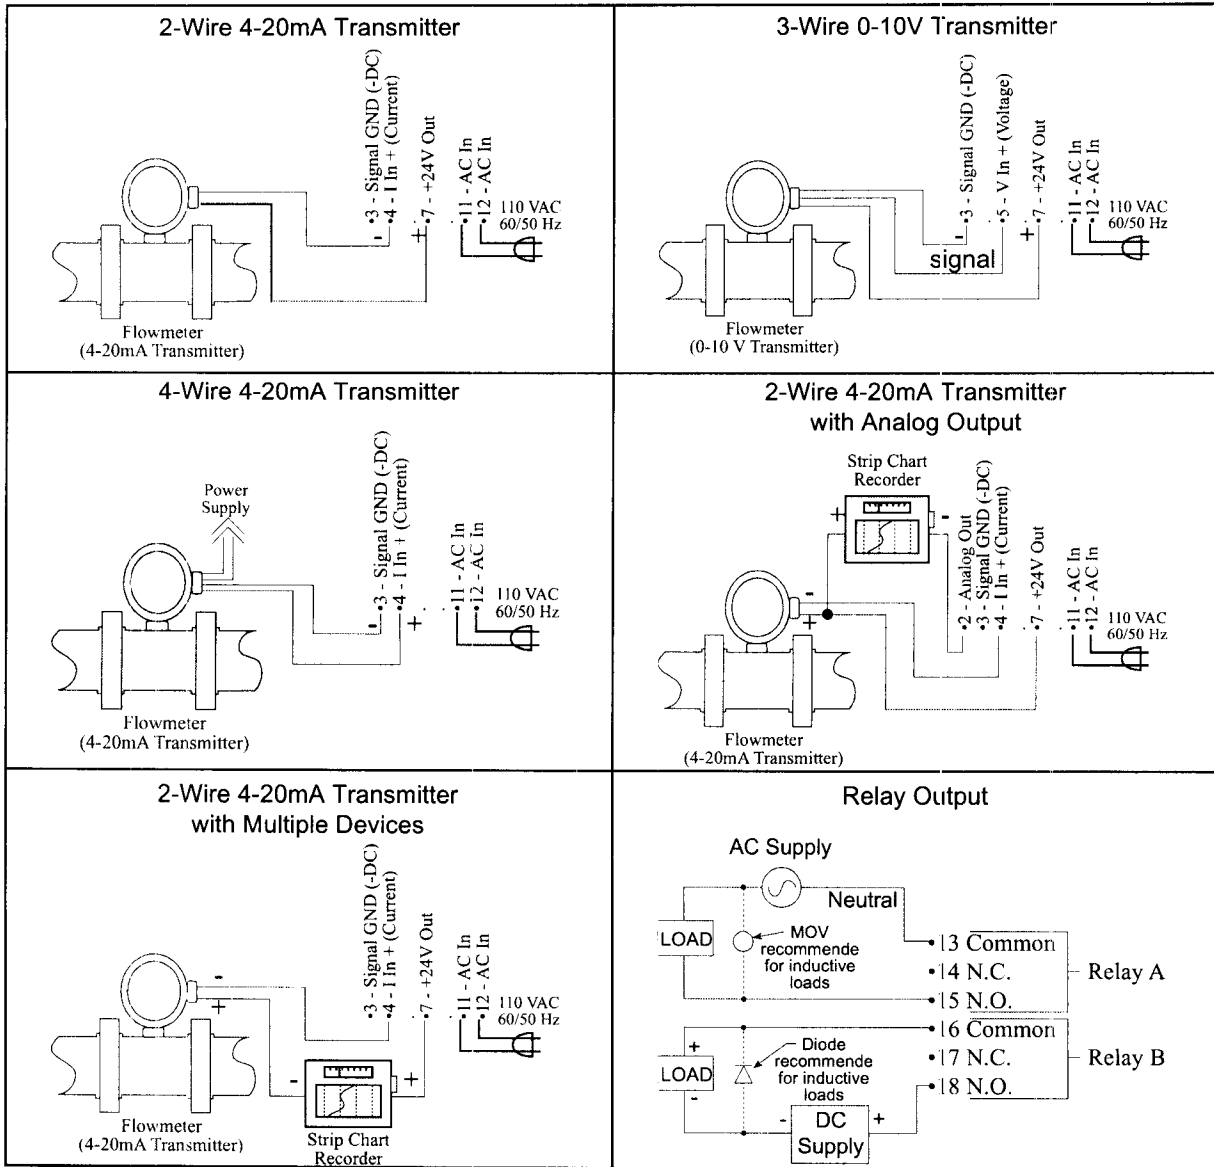 2-Wire 4-20mA Transmitter
3 - Signal GND (-DC)
4 - I In + (Current)
7 - +24V Out
11 - AC In
12 - AC In
110 VAC
60/50 Hz
-
+
Flowmeter
(4-20mA Transmitter)
3-Wire 0-10V Transmitter
3 - Signal GND (-DC)
5 - V In + (Voltage)
7 - +24V Out
11 - AC In
12 - AC In
110 VAC
60/50 Hz
-
+
signal
Flowmeter
(0-10 V Transmitter)
4-Wire 4-20mA Transmitter
Power
Supply
3 - Signal GND (-DC)
4 - I In + (Current)
11 - AC In
12 - AC In
110 VAC
60/50 Hz
-
+
Flowmeter
(4-20mA Transmitter)
2-Wire 4-20mA Transmitter
with Analog Output
Strip Chart
Recorder
+
-
2 - Analog Out
3 - Signal GND (-DC)
4 - I In + (Current)
7 - +24V Out
11 - AC In
12 - AC In
110 VAC
60/50 Hz
-
+
Flowmeter
(4-20mA Transmitter)
2-Wire 4-20mA Transmitter
with Multiple Devices
3 - Signal GND (-DC)
4 - I In + (Current)
7 - +24V Out
11 - AC In
12 - AC In
110 VAC
60/50 Hz
-
+
-
+
Flowmeter
(4-20mA Transmitter)
Strip Chart
Recorder
Relay Output
AC Supply
Neutral
LOAD
MOV
recommende
for inductive
loads
13 Common
14 N.C.
15 N.O.
Relay A
16 Common
17 N.C.
18 N.O.
Relay B
+
LOAD
-
Diode
recommende
for inductive
loads
-
DC
Supply
+